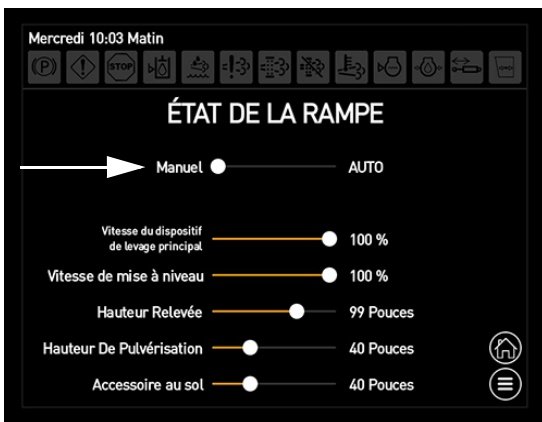 Mercredi 10:03 Matin
(P) STOP
ÉTAT DE LA RAMPE
Manuel AUTO
Vitesse du dispositif
de levage principal 100 %
Vitesse de mise à niveau 100 %
Hauteur Relevée 99 Pouces
Hauteur De Pulvérisation 40 Pouces
Accessoire au sol 40 Pouces